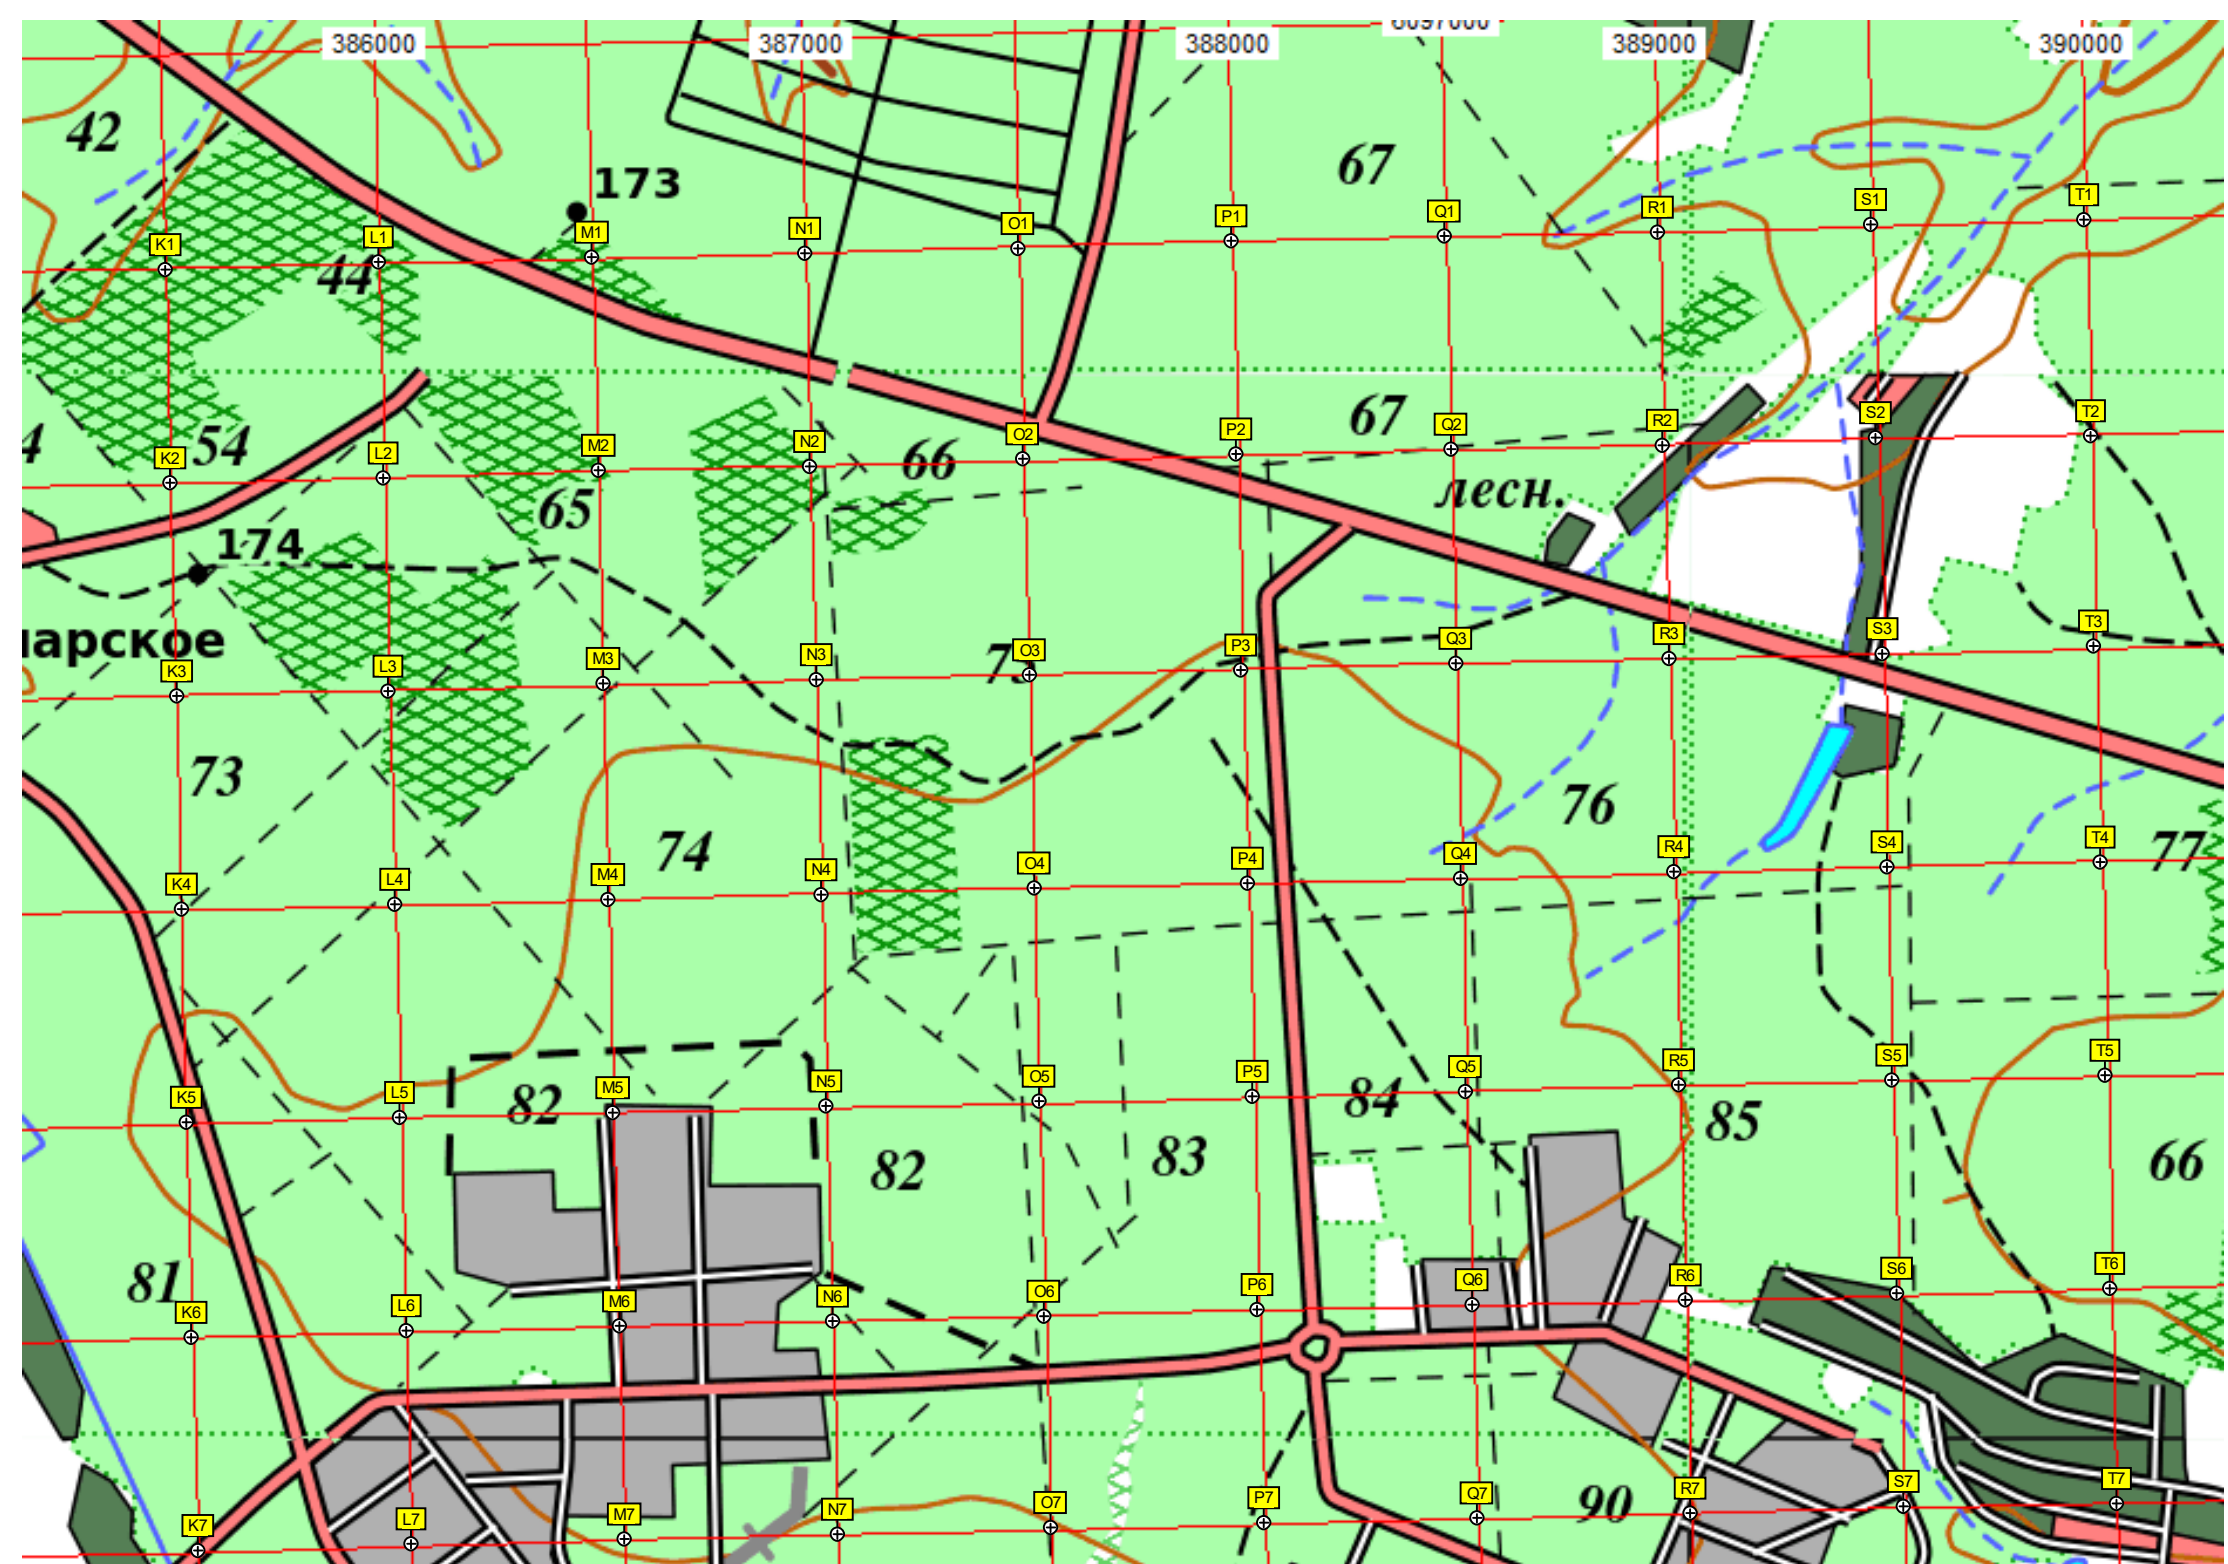 6097000
386000 387000 388000 389000 390000
42 67
173
K1 L1 M1 N1 O1 P1 Q1 R1 S1 T1
44
67
K2 L2 M2 N2 O2 P2 Q2 R2 S2 T2
4 54 66
65 лесн.
174
K3 L3 M3 N3 O3 P3 Q3 R3 S3 T3
арское
73 76
K4 L4 M4 N4 O4 P4 Q4 R4 S4 T4
74 77
K5 L5 M5 N5 O5 P5 Q5 R5 S5 T5
82 84 85
82 83 66
81
K6 L6 M6 N6 O6 P6 Q6 R6 S6 T6
K7 L7 M7 N7 O7 P7 Q7 R7 S7 T7
90